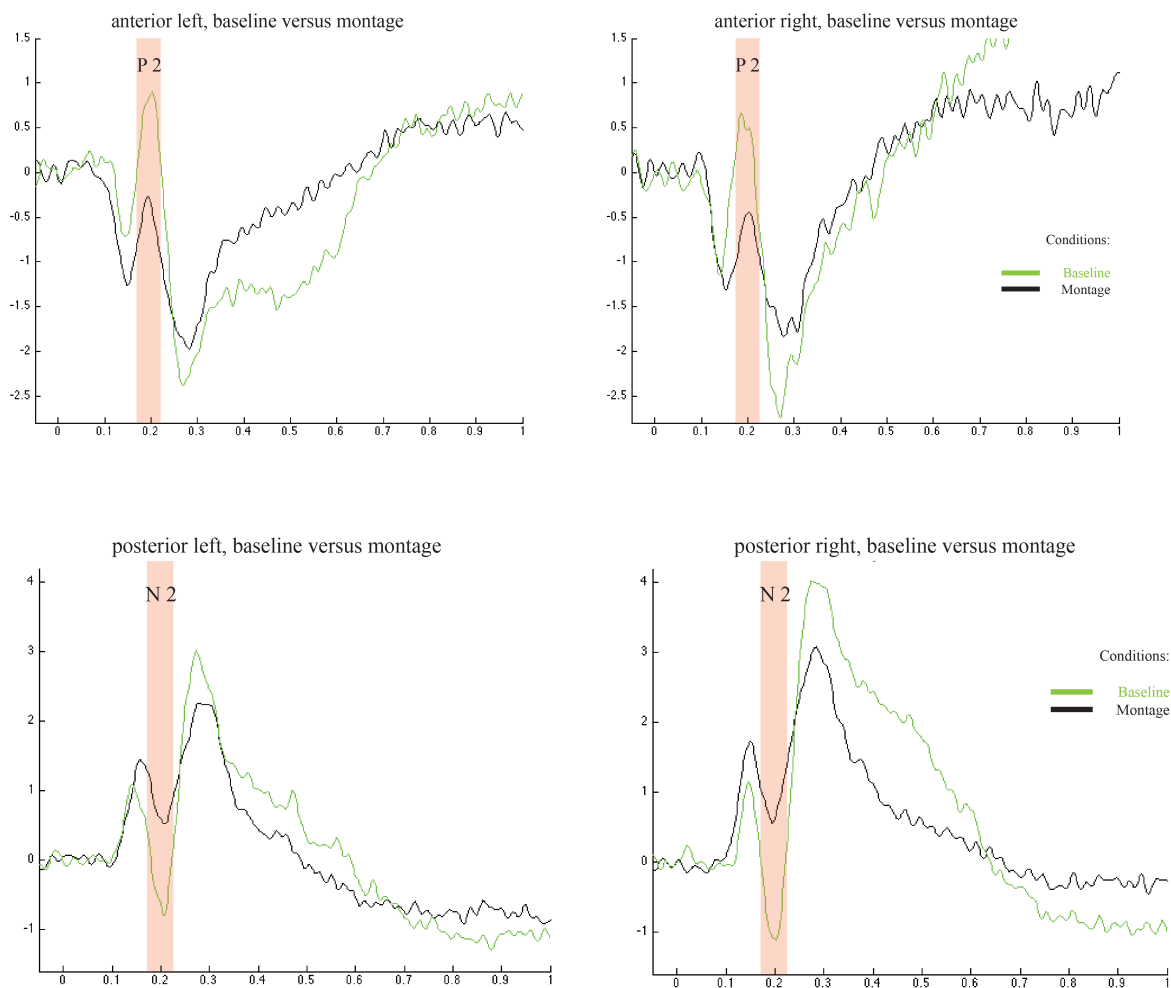 anterior left, baseline versus montage
anterior right, baseline versus montage
1.5
1
0.5
0
-0.5
-1
-1.5
-2
-2.5
P 2
0 0.1 0.2 0.3 0.4 0.5 0.6 0.7 0.8 0.9 1
1.5
1
0.5
0
-0.5
-1
-1.5
-2
-2.5
P 2
Conditions:
Baseline
Montage
0 0.1 0.2 0.3 0.4 0.5 0.6 0.7 0.8 0.9 1
posterior left, baseline versus montage
posterior right, baseline versus montage
4
3
2
1
0
-1
N 2
0 0.1 0.2 0.3 0.4 0.5 0.6 0.7 0.8 0.9 1
4
3
2
1
0
-1
N 2
Conditions:
Baseline
Montage
0 0.1 0.2 0.3 0.4 0.5 0.6 0.7 0.8 0.9 1